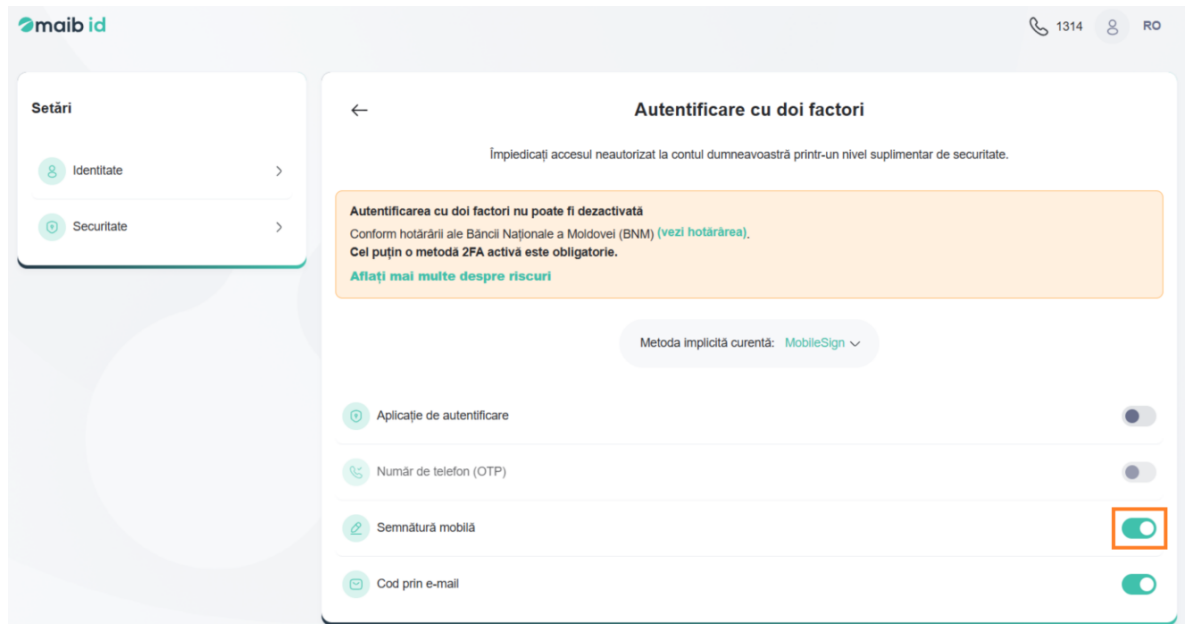 maib id
1314
RO
Setări
Identitate
Securitate
Autentificare cu doi factori
Împiedicați accesul neautorizat la contul dumneavoastră printr-un nivel suplimentar de securitate.
Autentificarea cu doi factori nu poate fi dezactivată
Conform hotărârii ale Băncii Naționale a Moldovei (BNM) (vezi hotărârea).
Cel puțin o metodă 2FA activă este obligatorie.
Aflați mai multe despre riscuri
Metoda implicită curentă: MobileSign
Aplicație de autentificare
Număr de telefon (OTP)
Semnătură mobilă
Cod prin e-mail